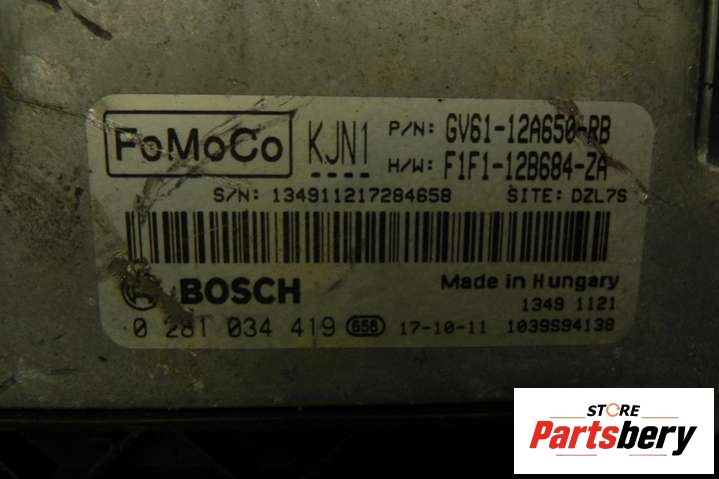 FoMoCo KJN1 P/N: GV61-12A650-RB
H/W: F1F1-12B684-ZA
S/N: 134911217284658 SITE: DZL7S
BOSCH Made in Hungary
1349 1121
0 281 034 419 656 17-10-11 1039S94138
STORE
Partsbery